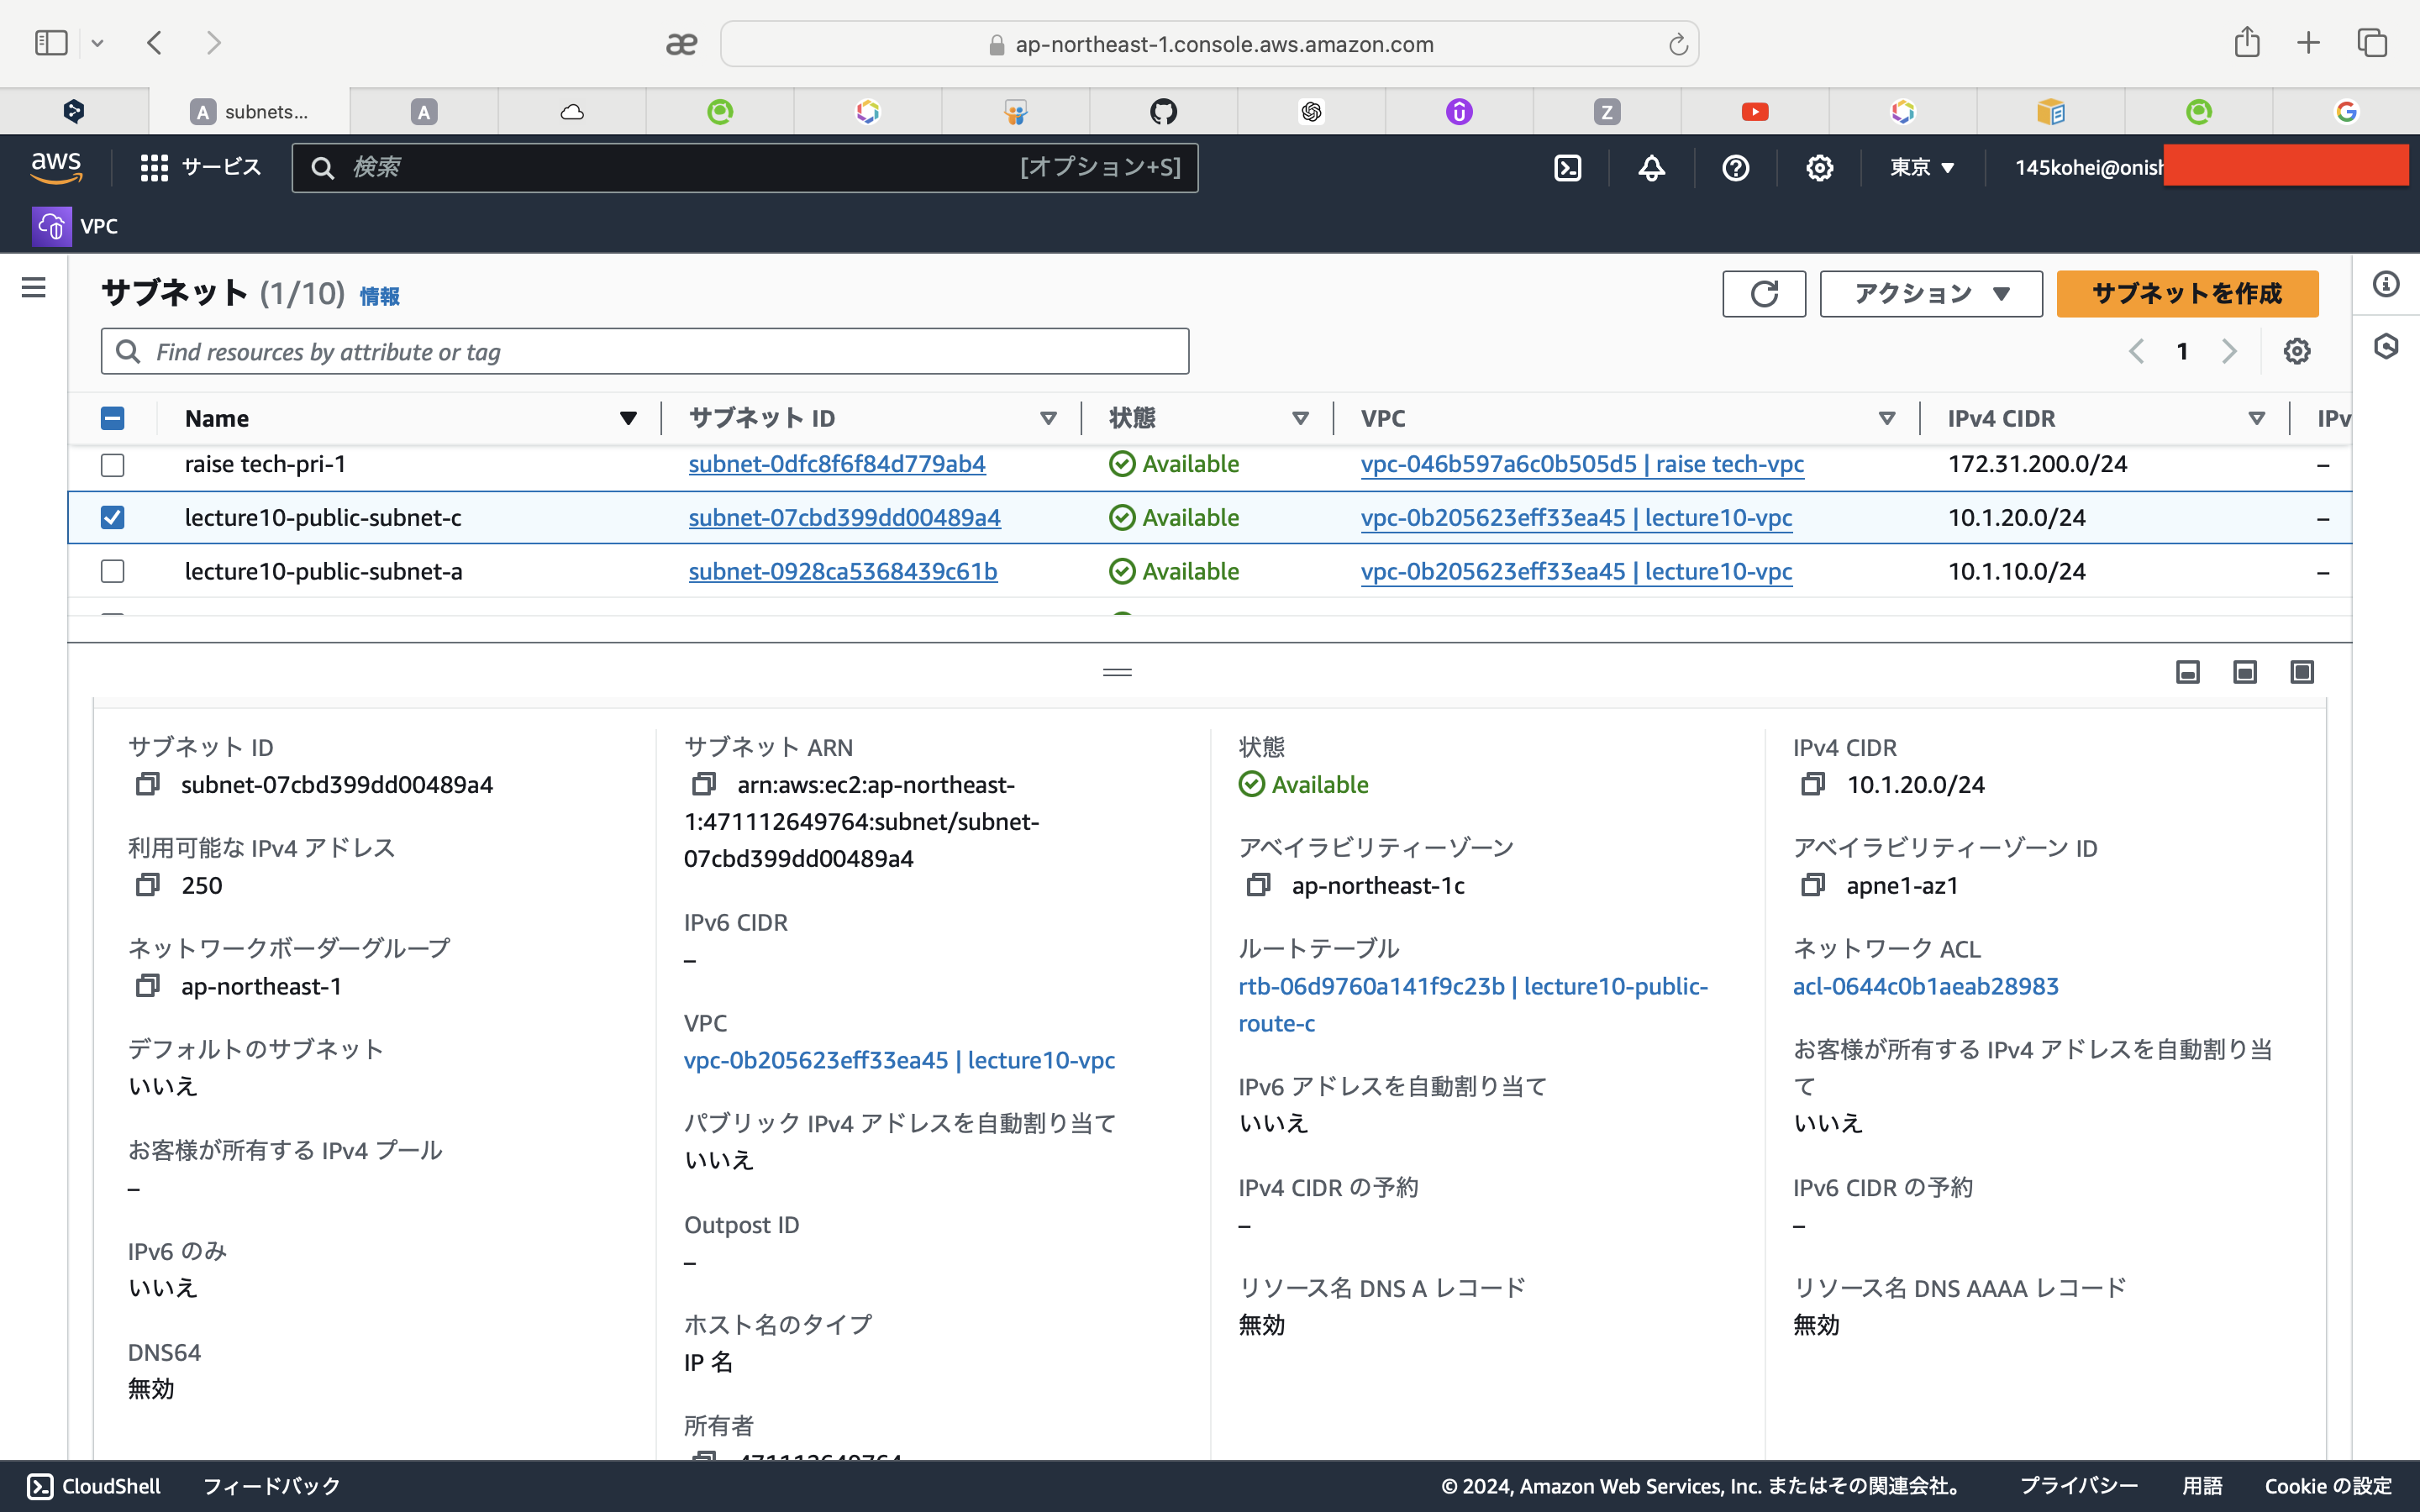 ap-northeast-1.console.aws.amazon.com
A subnets...
A
Z
aws
サービス
検索
[オプション+S]
東京
145kohei@onish
VPC
サブネット (1/10) 情報
アクション
サブネットを作成
Find resources by attribute or tag
1
Name
サブネット ID
状態
VPC
IPv4 CIDR
IPv
raise tech-pri-1
subnet-0dfc8f6f84d779ab4
Available
vpc-046b597a6c0b505d5 | raise tech-vpc
172.31.200.0/24
–
lecture10-public-subnet-c
subnet-07cbd399dd00489a4
Available
vpc-0b205623eff33ea45 | lecture10-vpc
10.1.20.0/24
–
lecture10-public-subnet-a
subnet-0928ca5368439c61b
Available
vpc-0b205623eff33ea45 | lecture10-vpc
10.1.10.0/24
–
サブネット ID
subnet-07cbd399dd00489a4
利用可能な IPv4 アドレス
250
ネットワークボーダーグループ
ap-northeast-1
デフォルトのサブネット
いいえ
お客様が所有する IPv4 プール
–
IPv6 のみ
いいえ
DNS64
無効
サブネット ARN
arn:aws:ec2:ap-northeast-
1:471112649764:subnet/subnet-
07cbd399dd00489a4
IPv6 CIDR
–
VPC
vpc-0b205623eff33ea45 | lecture10-vpc
パブリック IPv4 アドレスを自動割り当て
いいえ
Outpost ID
–
ホスト名のタイプ
IP 名
所有者
471112649764
状態
Available
アベイラビリティーゾーン
ap-northeast-1c
ルートテーブル
rtb-06d9760a141f9c23b | lecture10-public-
route-c
IPv6 アドレスを自動割り当て
いいえ
IPv4 CIDR の予約
–
リソース名 DNS A レコード
無効
IPv4 CIDR
10.1.20.0/24
アベイラビリティーゾーン ID
apne1-az1
ネットワーク ACL
acl-0644c0b1aeab28983
お客様が所有する IPv4 アドレスを自動割り当
て
いいえ
IPv6 CIDR の予約
–
リソース名 DNS AAAA レコード
無効
CloudShell
フィードバック
© 2024, Amazon Web Services, Inc. またはその関連会社。
プライバシー
用語
Cookie の設定